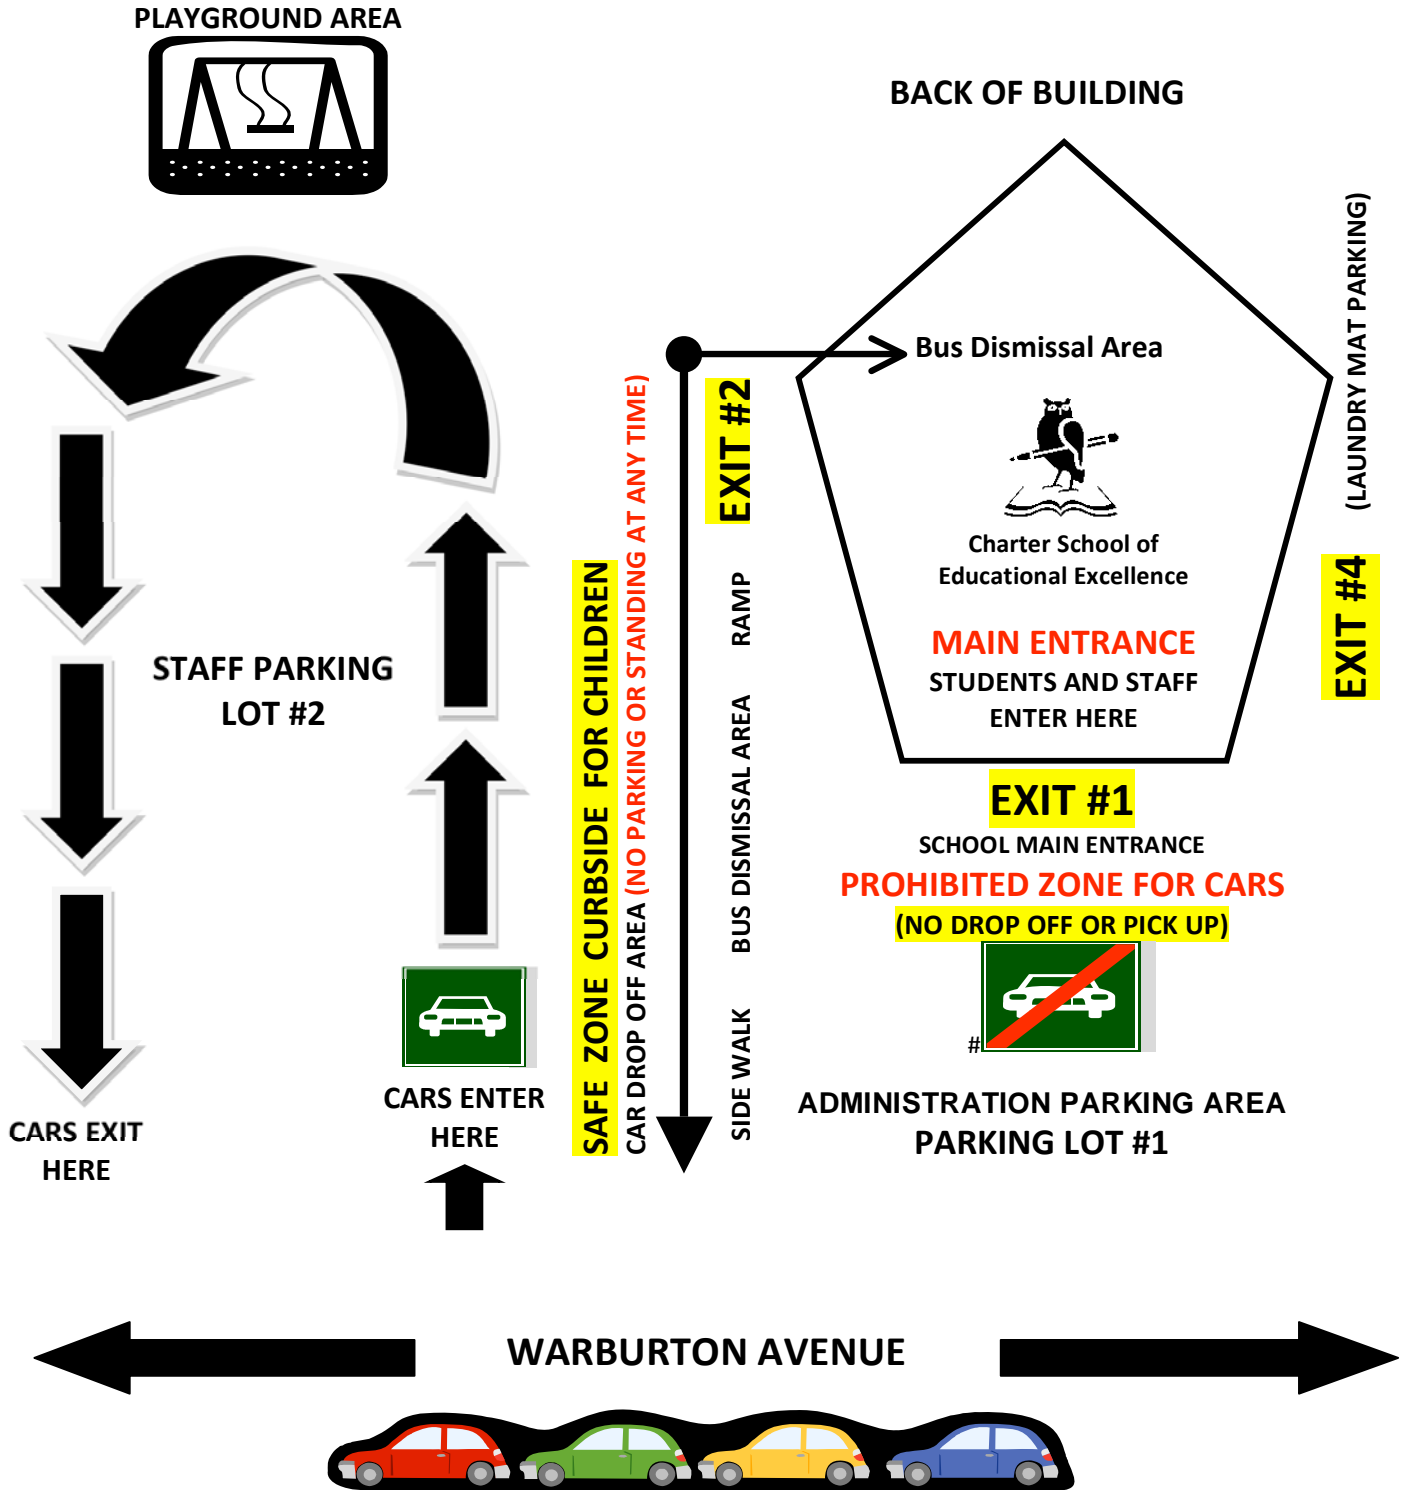 PLAYGROUND AREA
BACK OF BUILDING
(LAUNDRY MAT PARKING)
Bus Dismissal Area
EXIT #2
Charter School of
Educational Excellence
EXIT #4
MAIN ENTRANCE
STUDENTS AND STAFF
ENTER HERE
STAFF PARKING
LOT #2
SAFE ZONE CURBSIDE FOR CHILDREN
CAR DROP OFF AREA (NO PARKING OR STANDING AT ANY TIME)
SIDE WALK BUS DISMISSAL AREA RAMP
EXIT #1
SCHOOL MAIN ENTRANCE
PROHIBITED ZONE FOR CARS
(NO DROP OFF OR PICK UP)
#
ADMINISTRATION PARKING AREA
PARKING LOT #1
CARS ENTER
HERE
CARS EXIT
HERE
WARBURTON AVENUE